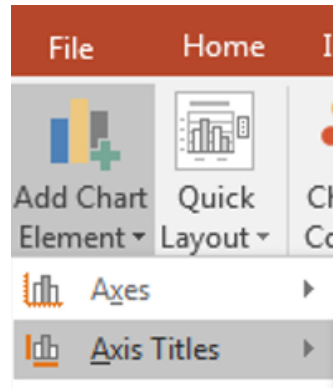 File Home
Add Chart Quick
Element Layout
Axes
Axis Titles